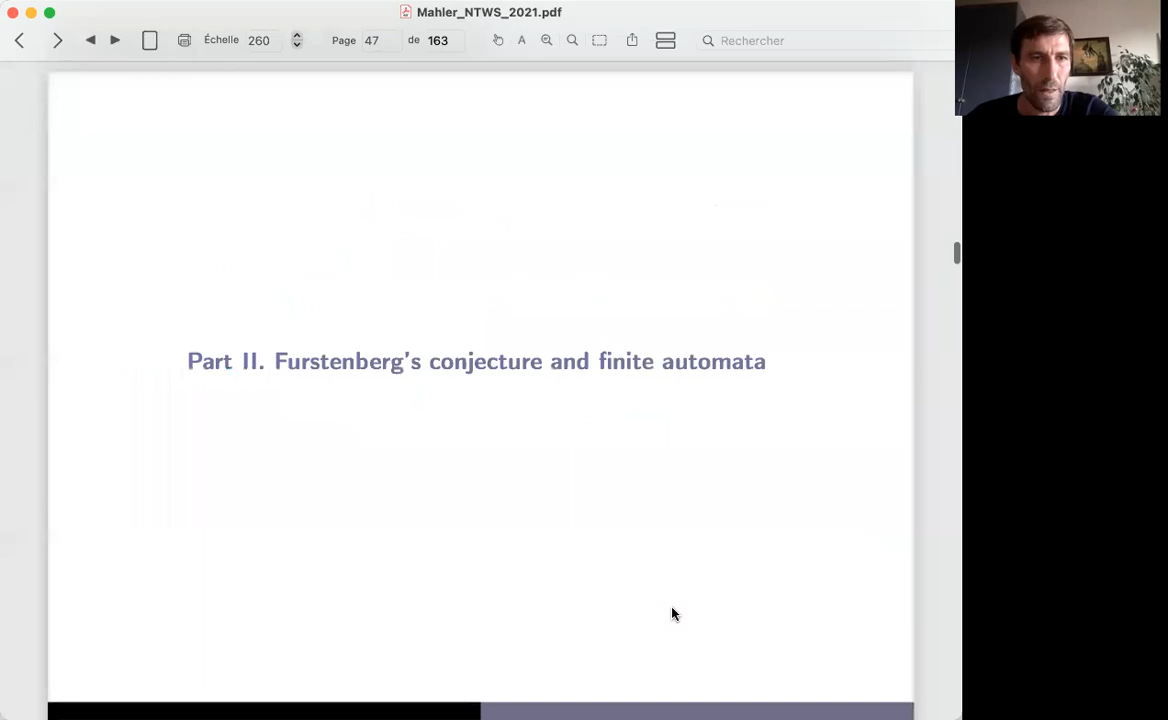 Mahler_NTWS_2021.pdf
Échelle 260 Page 47 de 163 A Rechercher
Part II. Furstenberg's conjecture and finite automata